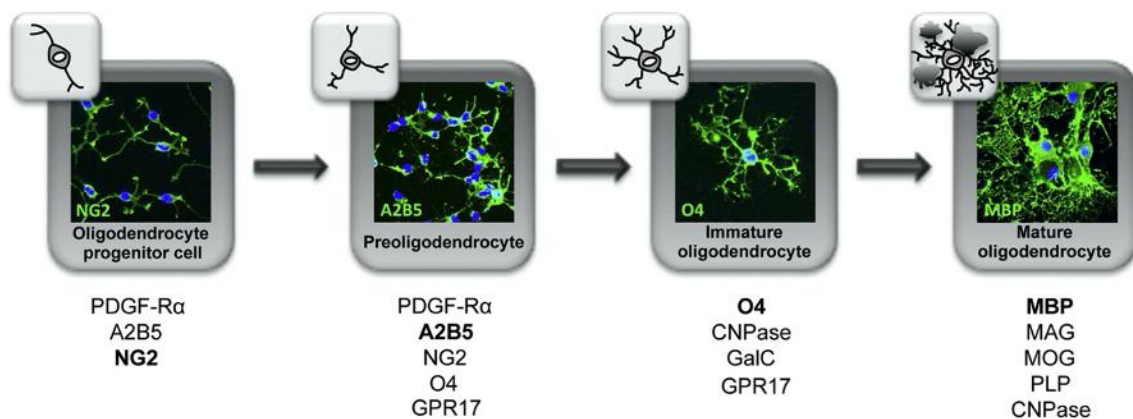 NG2
Oligodendrocyte
progenitor cell
PDGF-Rα
A2B5
NG2
A2B5
Preoligodendrocyte
PDGF-Rα
A2B5
NG2
O4
GPR17
O4
Immature
oligodendrocyte
O4
CNPase
GalC
GPR17
MBP
Mature
oligodendrocyte
MBP
MAG
MOG
PLP
CNPase